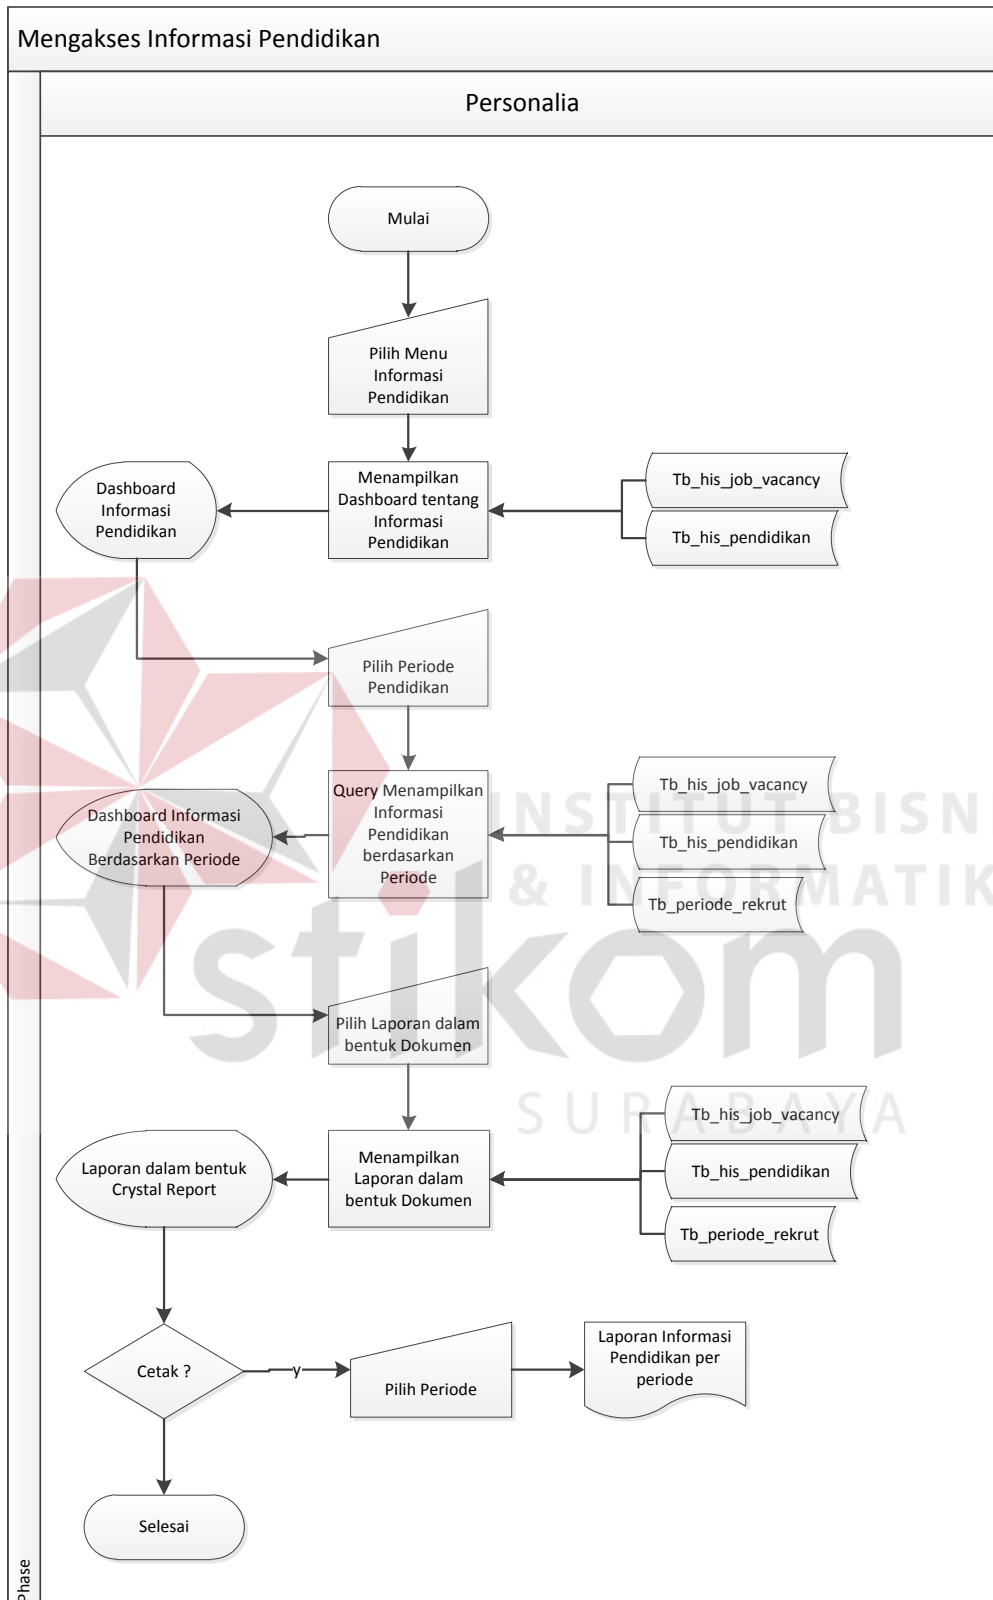 Mengakses Informasi Pendidikan
Personalia
Mulai
Pilih Menu
Informasi
Pendidikan
Dashboard
Informasi
Pendidikan
Menampilkan
Dashboard tentang
Informasi
Pendidikan
Tb_his_job_vacancy
Tb_his_pendidikan
Pilih Periode
Pendidikan
Dashboard Informasi
Pendidikan
Berdasarkan Periode
Query Menampilkan
Informasi
Pendidikan
berdasarkan
Periode
Tb_his_job_vacancy
Tb_his_pendidikan
Tb_periode_rekrut
INSTITUT BISNI
& INFORMATIK
stikom
SURABAYA
Pilih Laporan dalam
bentuk Dokumen
Laporan dalam bentuk
Crystal Report
Menampilkan
Laporan dalam
bentuk Dokumen
Tb_his_job_vacancy
Tb_his_pendidikan
Tb_periode_rekrut
Cetak ?
y
Pilih Periode
Laporan Informasi
Pendidikan per
periode
Selesai
Phase